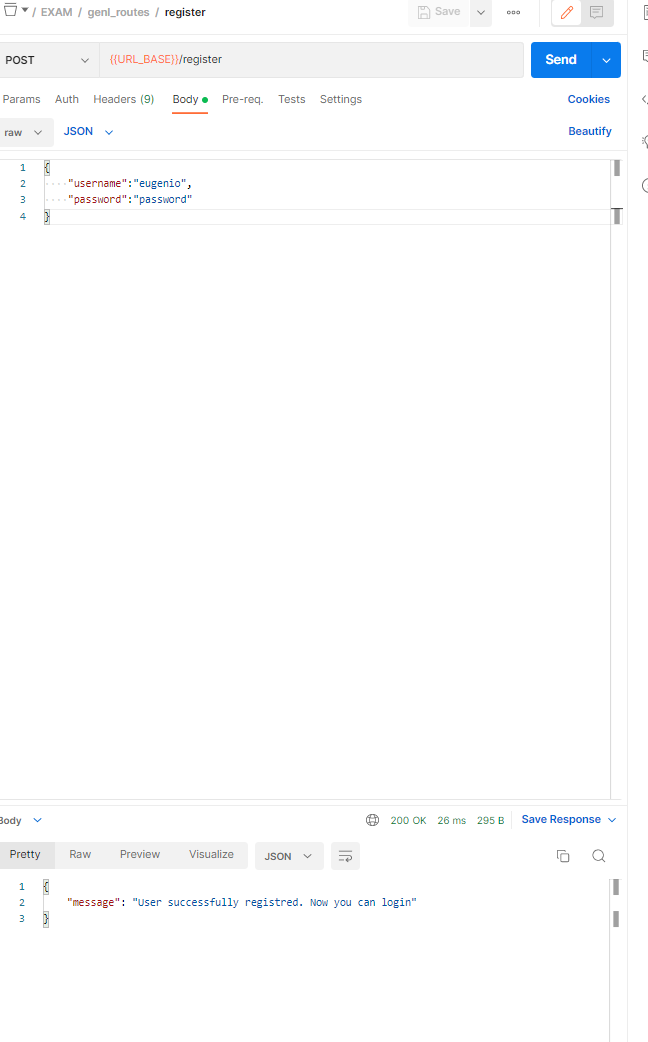 / EXAM / genl_routes / register
Save
POST {{URL_BASE}}/register Send
Params Auth Headers (9) Body Pre-req. Tests Settings Cookies
raw JSON Beautify
1 {
2 "username":"eugenio",
3 "password":"password"
4 }
Body 200 OK 26 ms 295 B Save Response
Pretty Raw Preview Visualize JSON
1 {
2 "message": "User successfully registred. Now you can login"
3 }